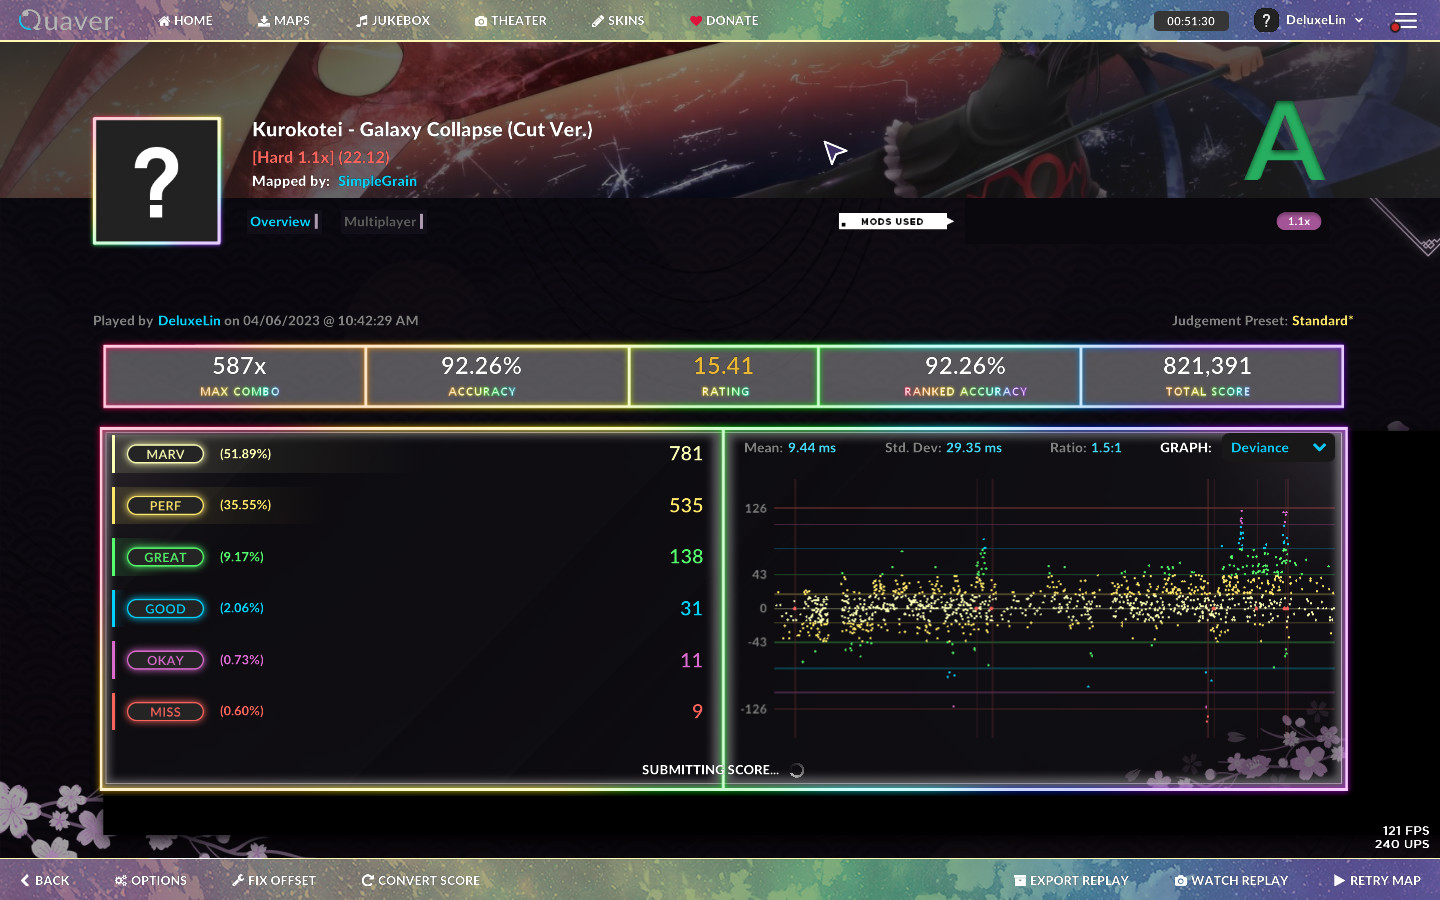 Quaver HOME MAPS JUKEBOX THEATER SKINS DONATE 00:51:30 ? DeluxeLin
Kurokotei - Galaxy Collapse (Cut Ver.)
[Hard 1.1x] (22.12)
Mapped by: SimpleGrain
?
A
Overview Multiplayer MODS USED 1.1x
Played by DeluxeLin on 04/06/2023 @ 10:42:29 AM Judgement Preset: Standard*
587x 92.26% 15.41 92.26% 821,391
MAX COMBO ACCURACY RATING RANKED ACCURACY TOTAL SCORE
MARV (51.89%) 781
PERF (35.55%) 535
GREAT (9.17%) 138
GOOD (2.06%) 31
OKAY (0.73%) 11
MISS (0.60%) 9
Mean: 9.44 ms Std. Dev: 29.35 ms Ratio: 1.5:1 GRAPH: Deviance
126
43
0
-43
-126
SUBMITTING SCORE...
121 FPS
240 UPS
BACK OPTIONS FIX OFFSET CONVERT SCORE EXPORT REPLAY WATCH REPLAY RETRY MAP